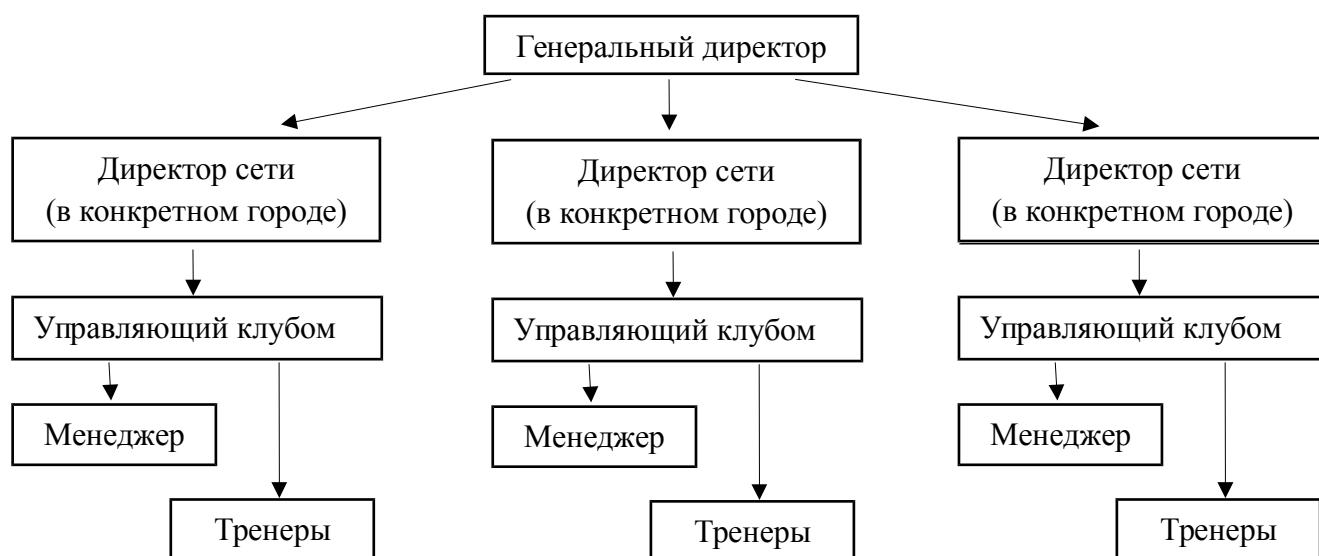 Генеральный директор
Директор сети
(в конкретном городе)
Директор сети
(в конкретном городе)
Директор сети
(в конкретном городе)
Управляющий клубом
Управляющий клубом
Управляющий клубом
Менеджер
Менеджер
Менеджер
Тренеры
Тренеры
Тренеры